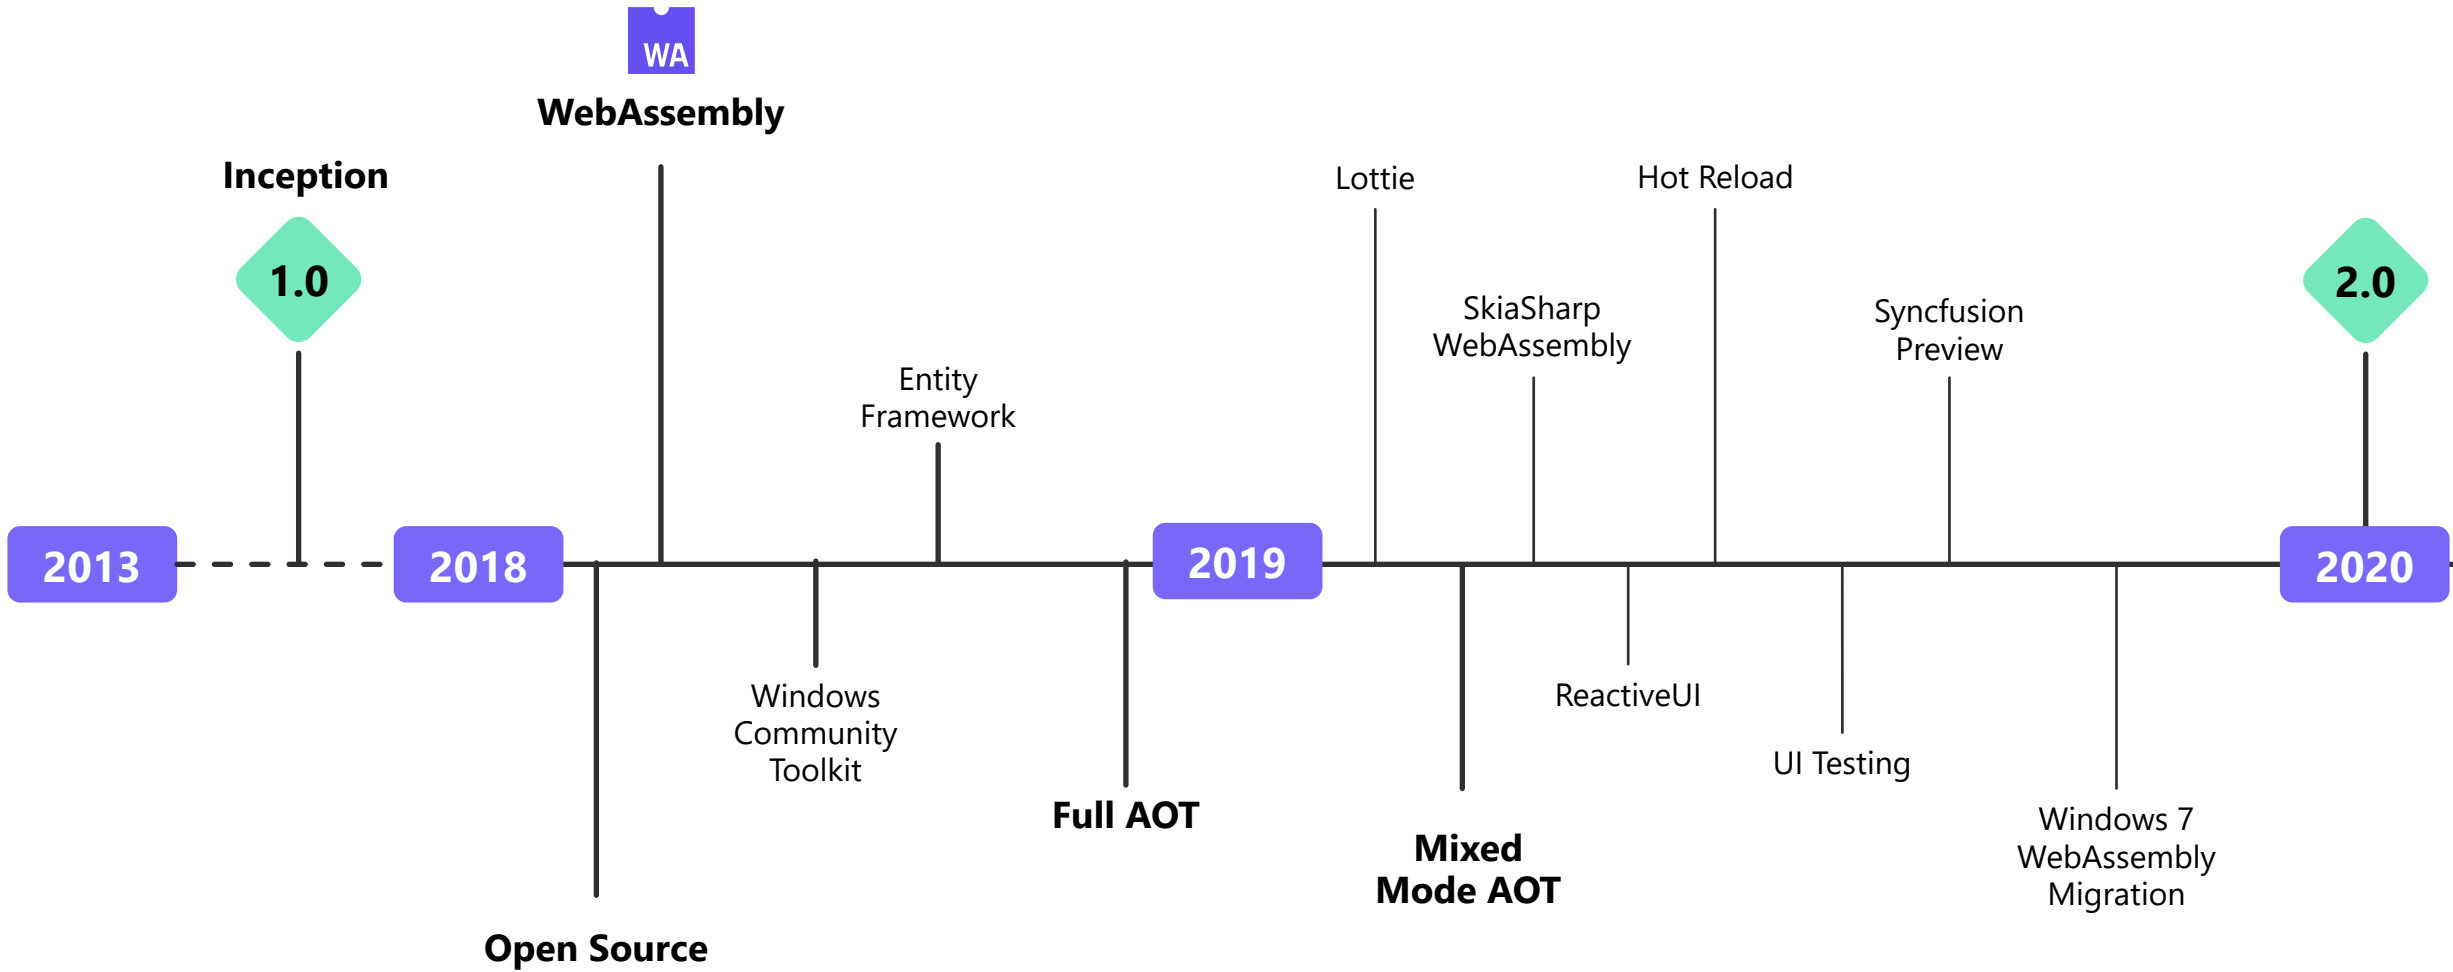 WA
WebAssembly
Inception
1.0
Lottie
Hot Reload
SkiaSharp
WebAssembly
Syncfusion
Preview
2.0
Entity
Framework
2013
2018
2019
2020
Windows
Community
Toolkit
ReactiveUI
UI Testing
Full AOT
Mixed
Mode AOT
Windows 7
WebAssembly
Migration
Open Source